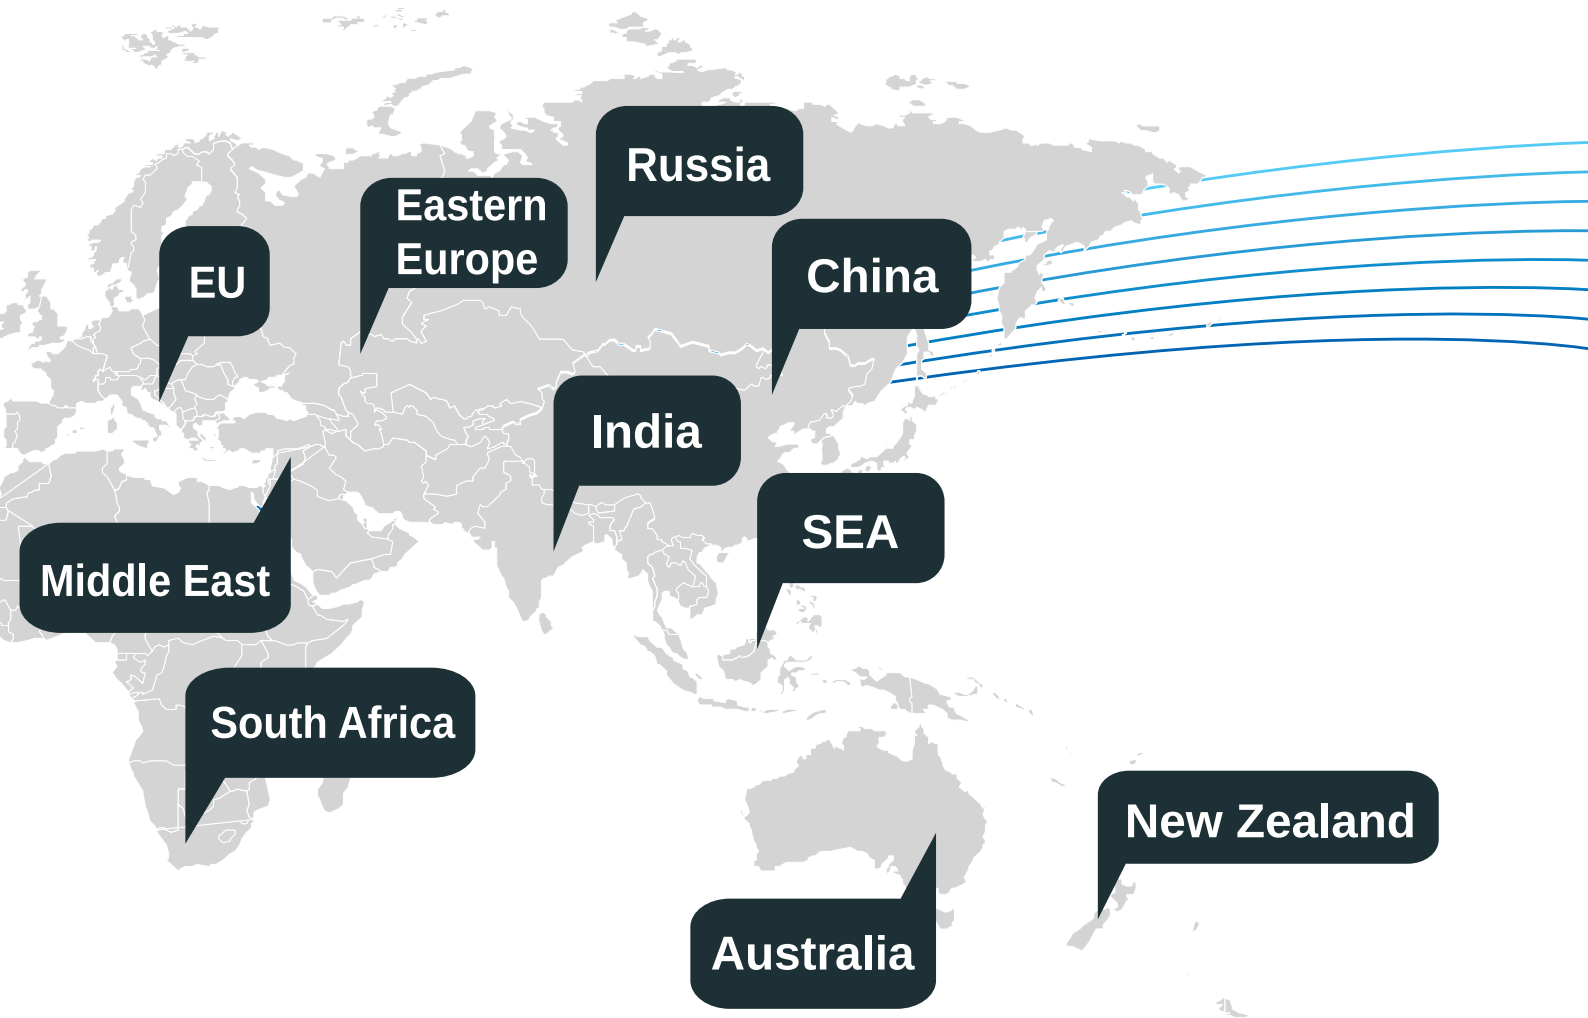 Russia
Eastern
Europe
EU
China
India
SEA
Middle East
South Africa
New Zealand
Australia